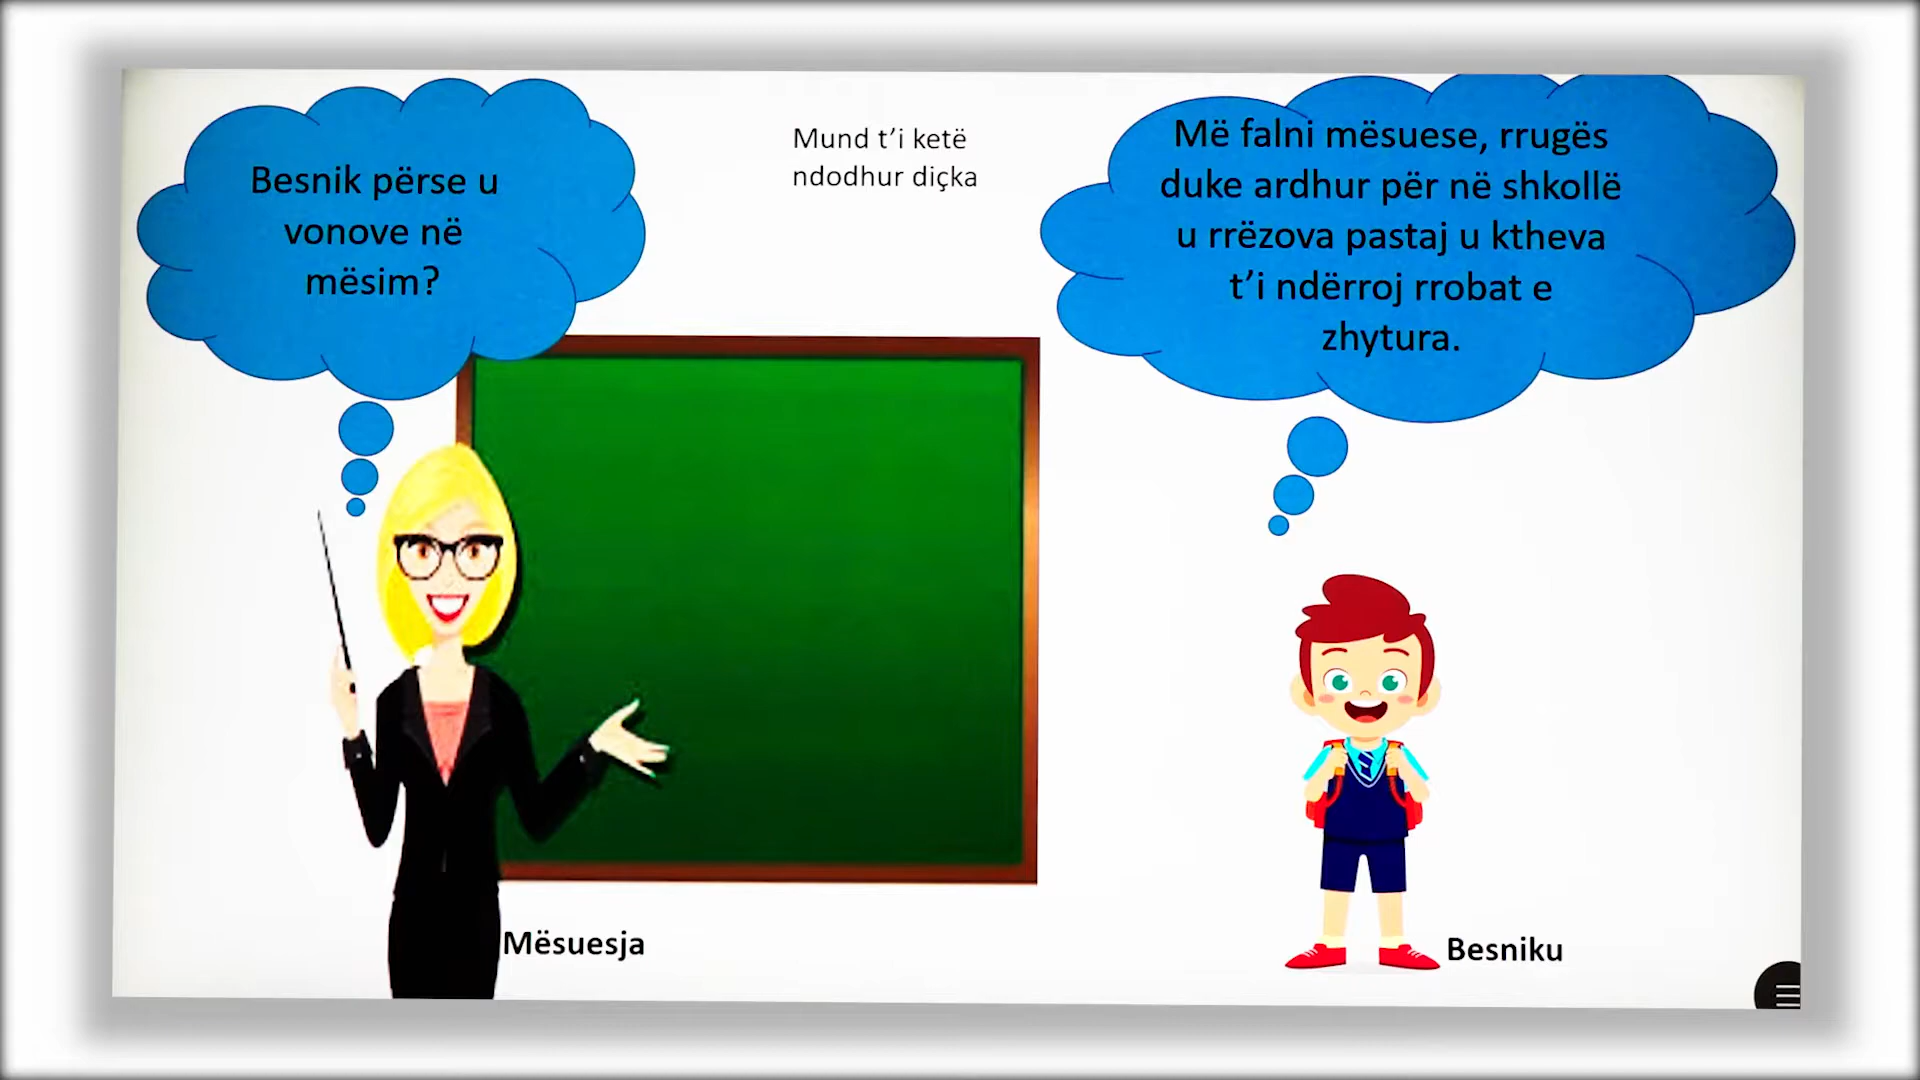 Besnik përse u
vonove në
mësim?
Mund t’i ketë
ndodhur diçka
Më falni mësuese, rrugës
duke ardhur për në shkollë
u rrëzova pastaj u ktheva
t’i ndërroj rrobat e
zhytura.
Mësuesja
Besniku